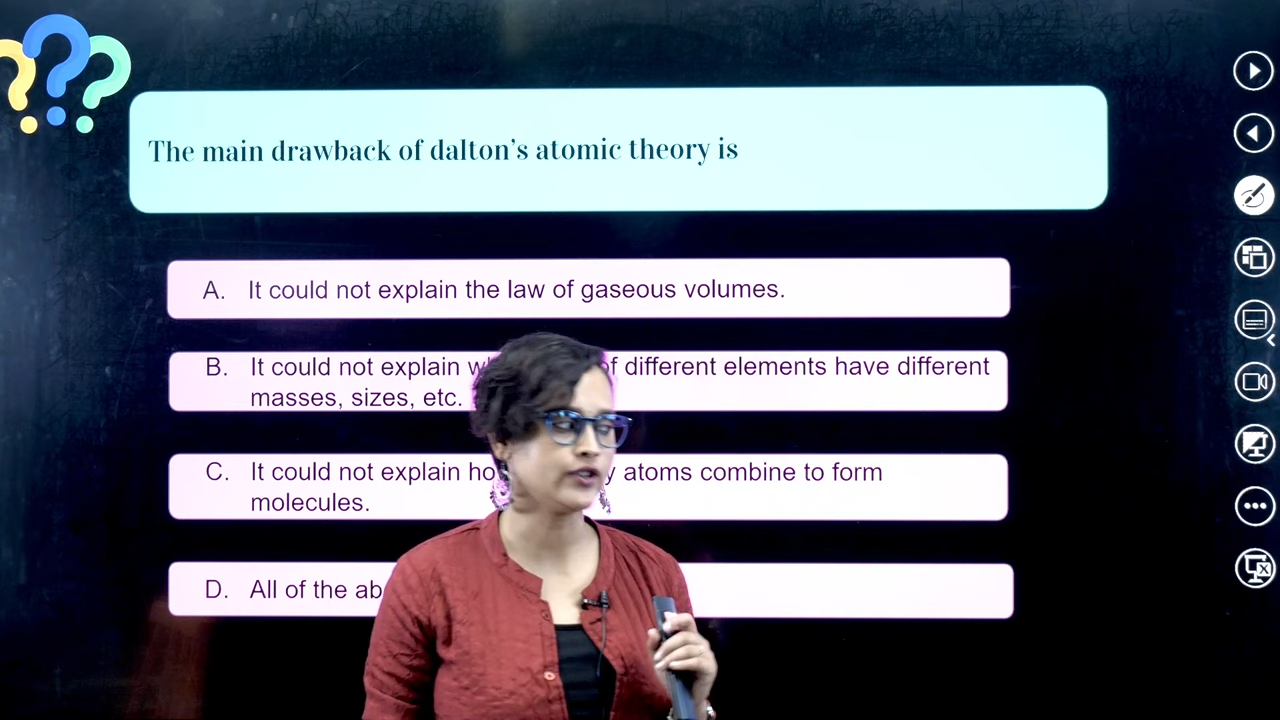 The main drawback of dalton's atomic theory is
A. It could not explain the law of gaseous volumes.
B. It could not explain of different elements have different
masses, sizes, etc.
C. It could not explain atoms combine to form
molecules.
D. All of the